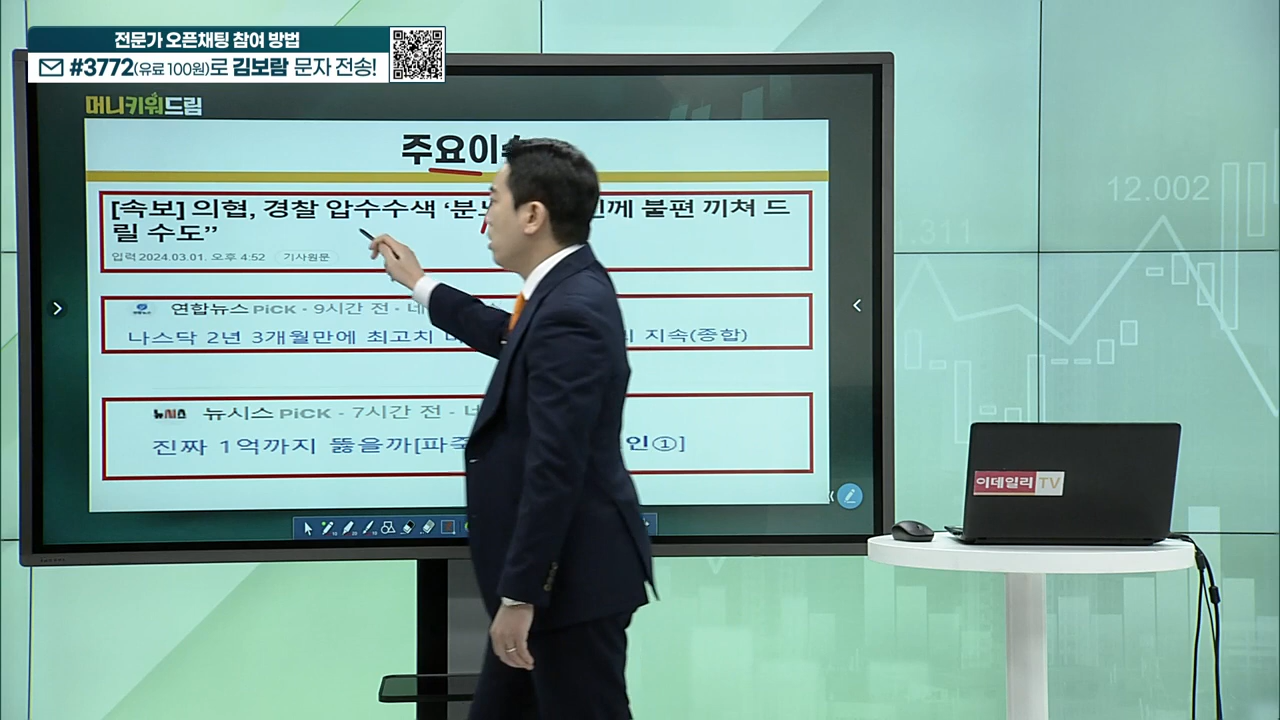 전문가 오픈채팅 참여 방법
#3772(유료 100원)로 김보람 문자 전송!
머니키워드림
주요이
[속보] 의협, 경찰 압수수색 불편 끼쳐 드
릴 수도”
입력 2024.03.01. 오후 4:52 기사원문
연합뉴스 PiCK · 9시간 전 ·
나스닥 2년 3개월만에 최고치 지속(종합)
뉴시스 뉴시스 PiCK · 7시간 전 ·
진짜 1억까지 뚫을까[파죽 인①]
12.002
1.311
이데일리TV